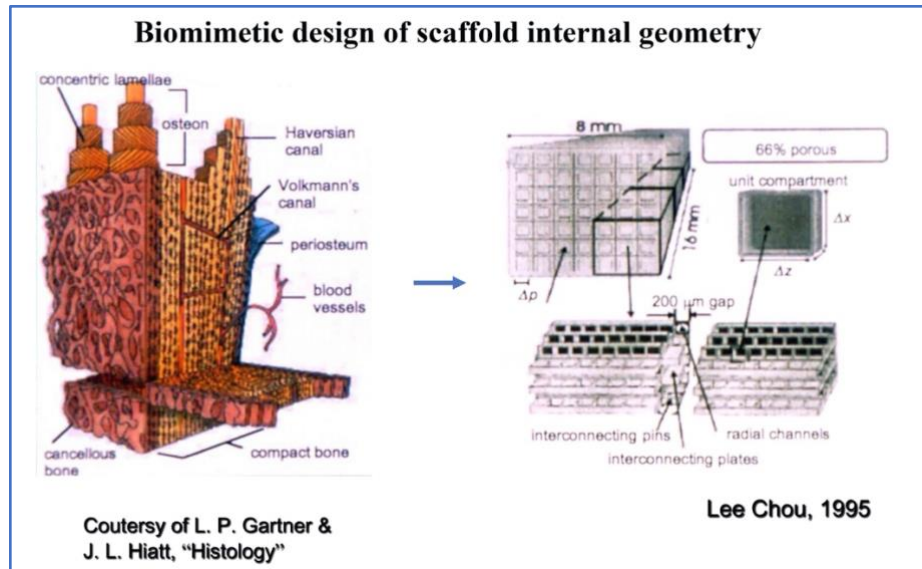 Biomimetic design of scaffold internal geometry
concentric lamellae
osteon
Haversian
canal
Volkmann's
canal
periosteum
blood
vessels
cancellous
bone
compact bone
Coutersy of L. P. Gartner &
J. L. Hiatt, “Histology”
8 mm
66% porous
unit compartment
16 mm
Δx
Δz
Δp
200 μm gap
interconnecting pins
radial channels
interconnecting plates
Lee Chou, 1995